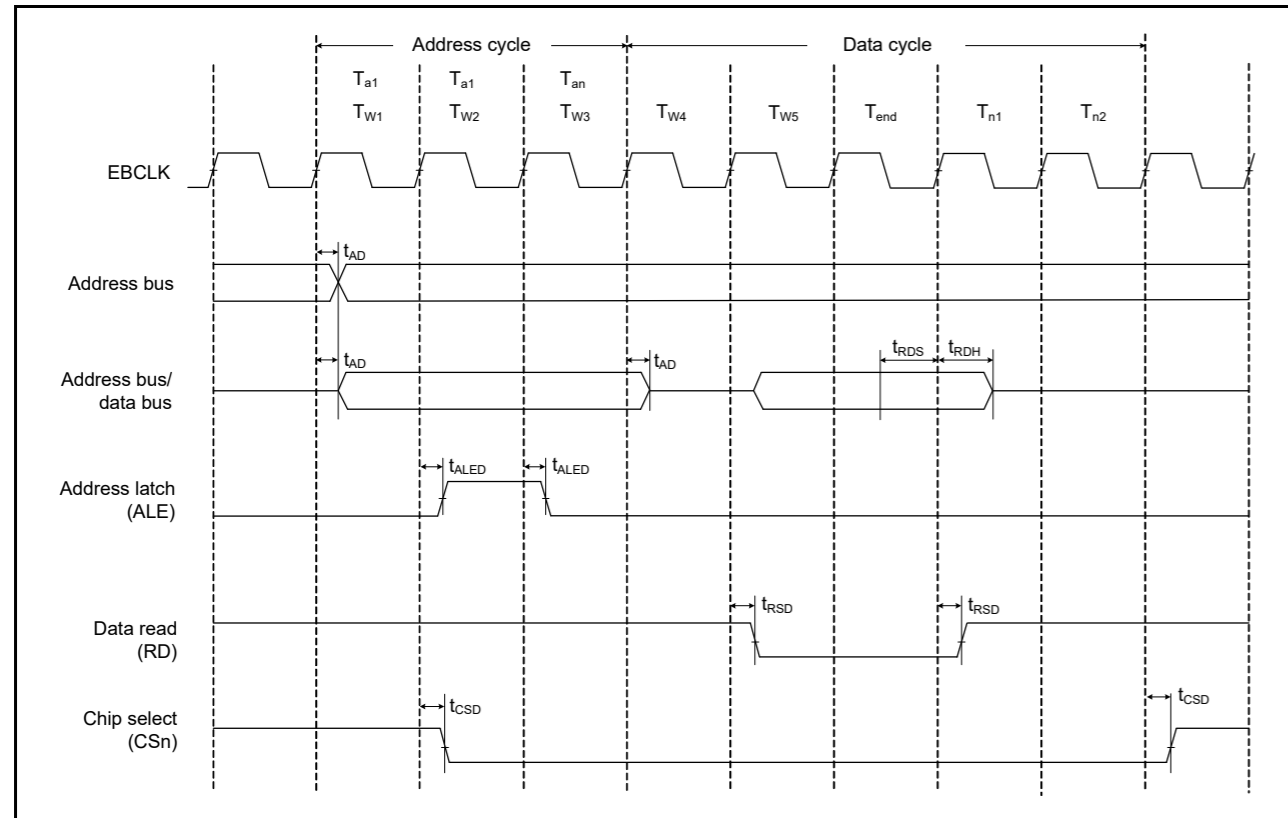 Address cycle Data cycle
Ta1 Ta1 Tan
TW1 TW2 TW3 TW4 TW5 Tend Tn1 Tn2
EBCLK
tAD
Address bus
tAD tAD tRDS tRDH
Address bus/
data bus
tALED tALED
Address latch
(ALE)
tRSD tRSD
Data read
(RD)
tCSD tCSD
Chip select
(CSn)